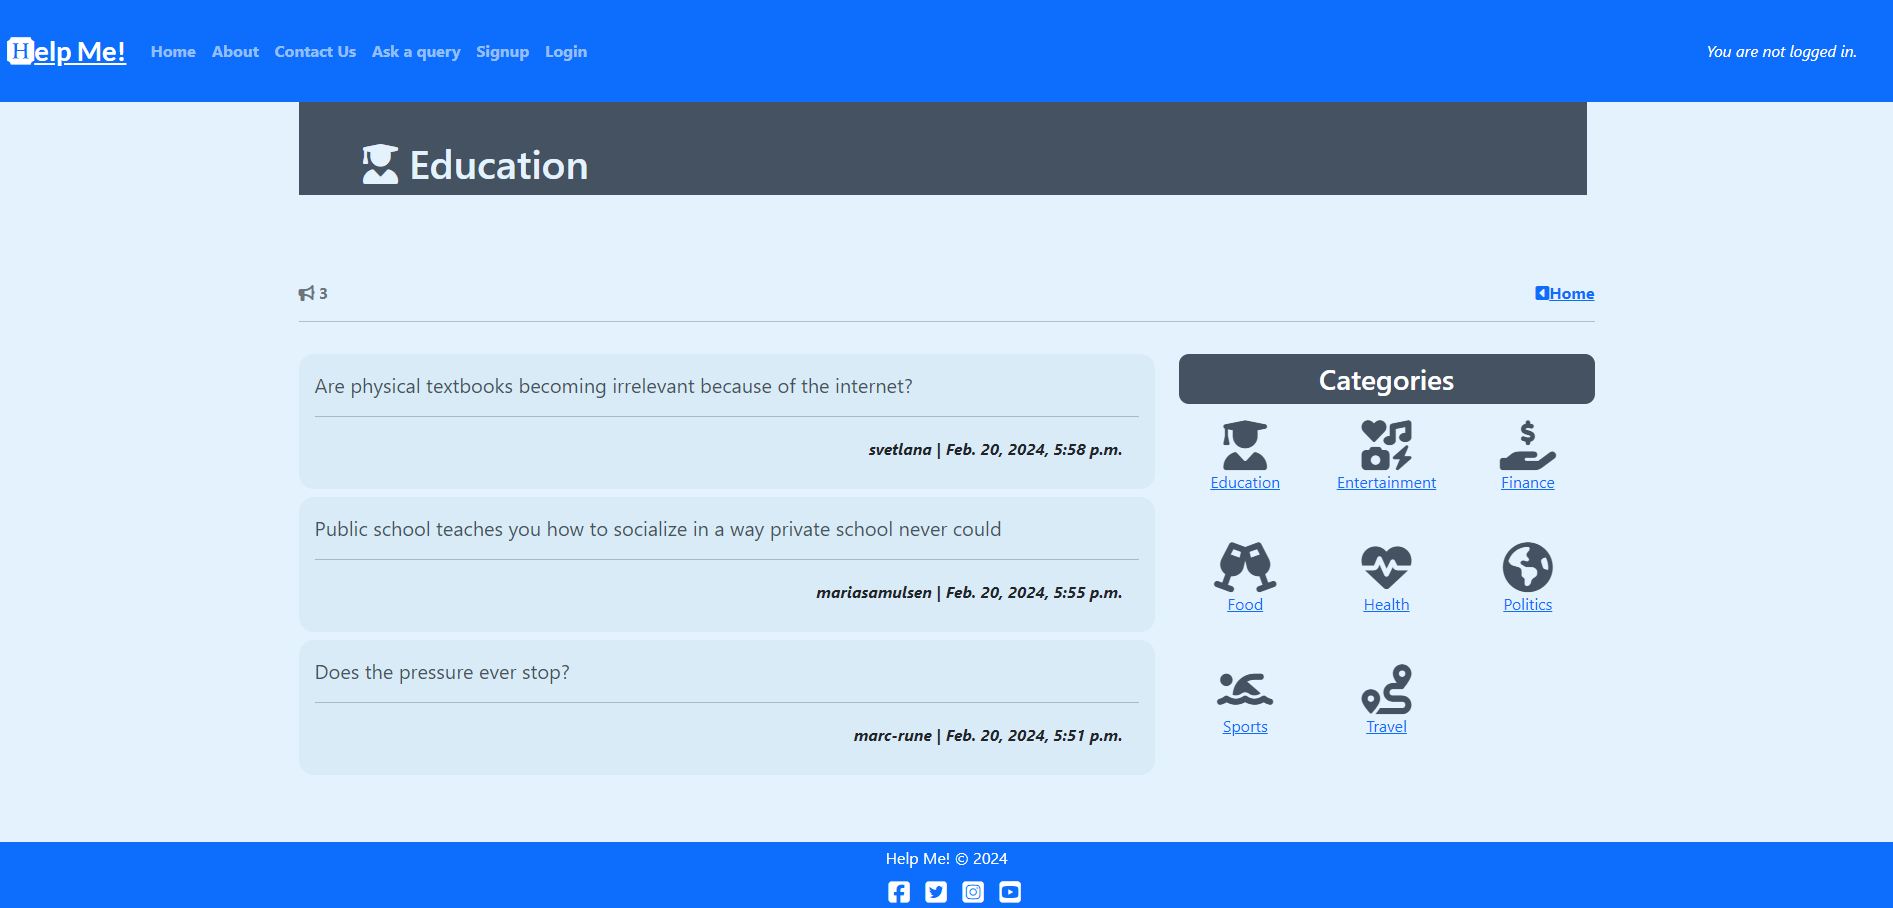 Help Me! Home About Contact Us Ask a query Signup Login You are not logged in.
Education
3 Home
Are physical textbooks becoming irrelevant because of the internet?
svetlana | Feb. 20, 2024, 5:58 p.m.
Public school teaches you how to socialize in a way private school never could
mariasamulsen | Feb. 20, 2024, 5:55 p.m.
Does the pressure ever stop?
marc-rune | Feb. 20, 2024, 5:51 p.m.
Categories
Education Entertainment Finance
Food Health Politics
Sports Travel
Help Me! © 2024